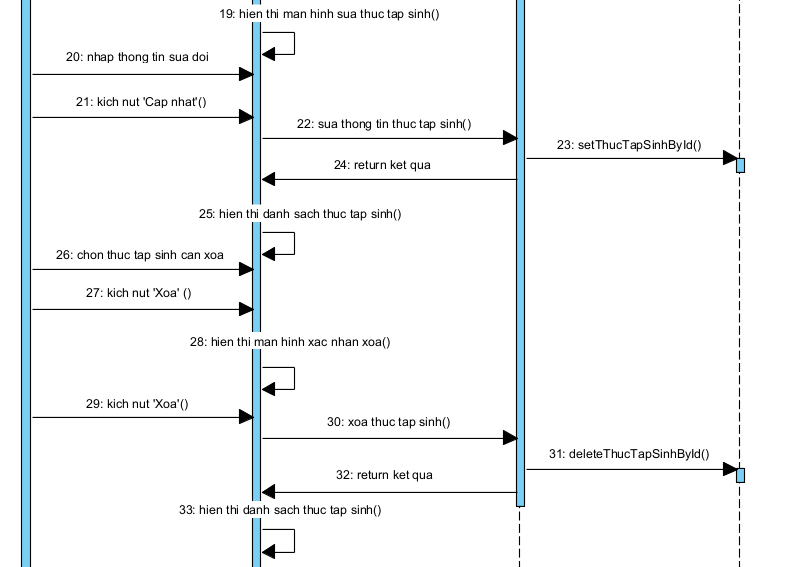 19: hien thi man hinh sua thuc tap sinh()
20: nhap thong tin sua doi
21: kich nut 'Cap nhat'()
22: sua thong tin thuc tap sinh()
23: setThucTapSinhById()
24: return ket qua
25: hien thi danh sach thuc tap sinh()
26: chon thuc tap sinh can xoa
27: kich nut 'Xoa' ()
28: hien thi man hinh xac nhan xoa()
29: kich nut 'Xoa'()
30: xoa thuc tap sinh()
31: deleteThucTapSinhById()
32: return ket qua
33: hien thi danh sach thuc tap sinh()